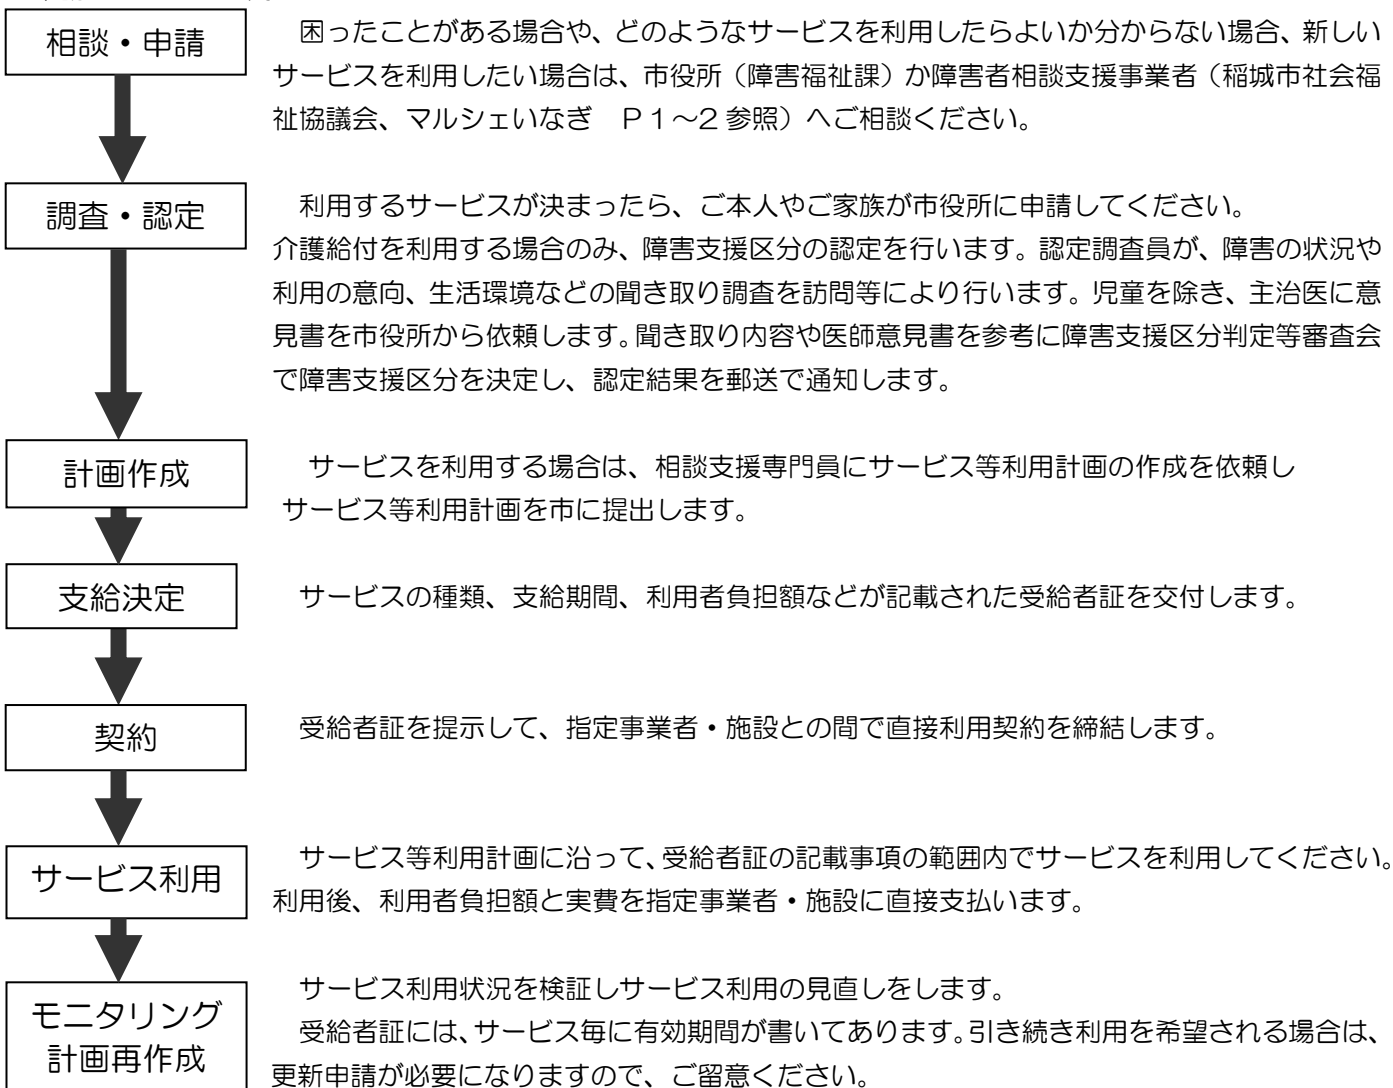 相談・申請
困ったことがある場合や、どのようなサービスを利用したらよいか分からない場合、新しい
サービスを利用したい場合は、市役所（障害福祉課）か障害者相談支援事業者（稲城市社会福
祉協議会、マルシェいなぎ　Ｐ１～２参照）へご相談ください。
調査・認定
利用するサービスが決まったら、ご本人やご家族が市役所に申請してください。
介護給付を利用する場合のみ、障害支援区分の認定を行います。認定調査員が、障害の状況や
利用の意向、生活環境などの聞き取り調査を訪問等により行います。児童を除き、主治医に意
見書を市役所から依頼します。聞き取り内容や医師意見書を参考に障害支援区分判定等審査会
で障害支援区分を決定し、認定結果を郵送で通知します。
計画作成
サービスを利用する場合は、相談支援専門員にサービス等利用計画の作成を依頼し
サービス等利用計画を市に提出します。
支給決定
サービスの種類、支給期間、利用者負担額などが記載された受給者証を交付します。
契約
受給者証を提示して、指定事業者・施設との間で直接利用契約を締結します。
サービス利用
サービス等利用計画に沿って、受給者証の記載事項の範囲内でサービスを利用してください。
利用後、利用者負担額と実費を指定事業者・施設に直接支払います。
モニタリング
計画再作成
サービス利用状況を検証しサービス利用の見直しをします。
受給者証には、サービス毎に有効期間が書いてあります。引き続き利用を希望される場合は、
更新申請が必要になりますので、ご留意ください。